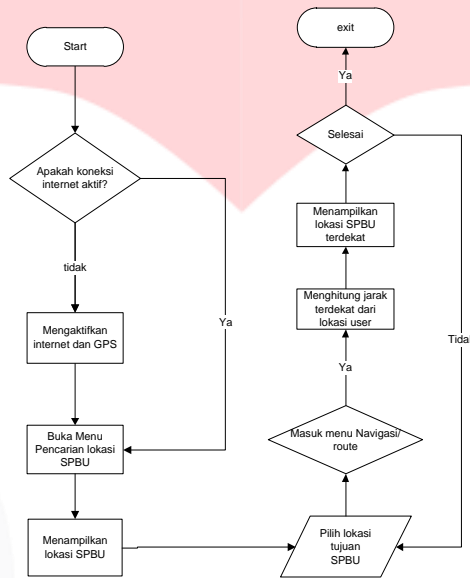 Start
Apakah koneksi
internet aktif?
tidak
Ya
Mengaktifkan
internet dan GPS
Buka Menu
Pencarian lokasi
SPBU
Menampilkan
lokasi SPBU
Pilih lokasi
tujuan
SPBU
Masuk menu Navigasi/
route
Ya
Menghitung jarak
terdekat dari
lokasi user
Menampilkan
lokasi SPBU
terdekat
Selesai
Tidak
Ya
exit